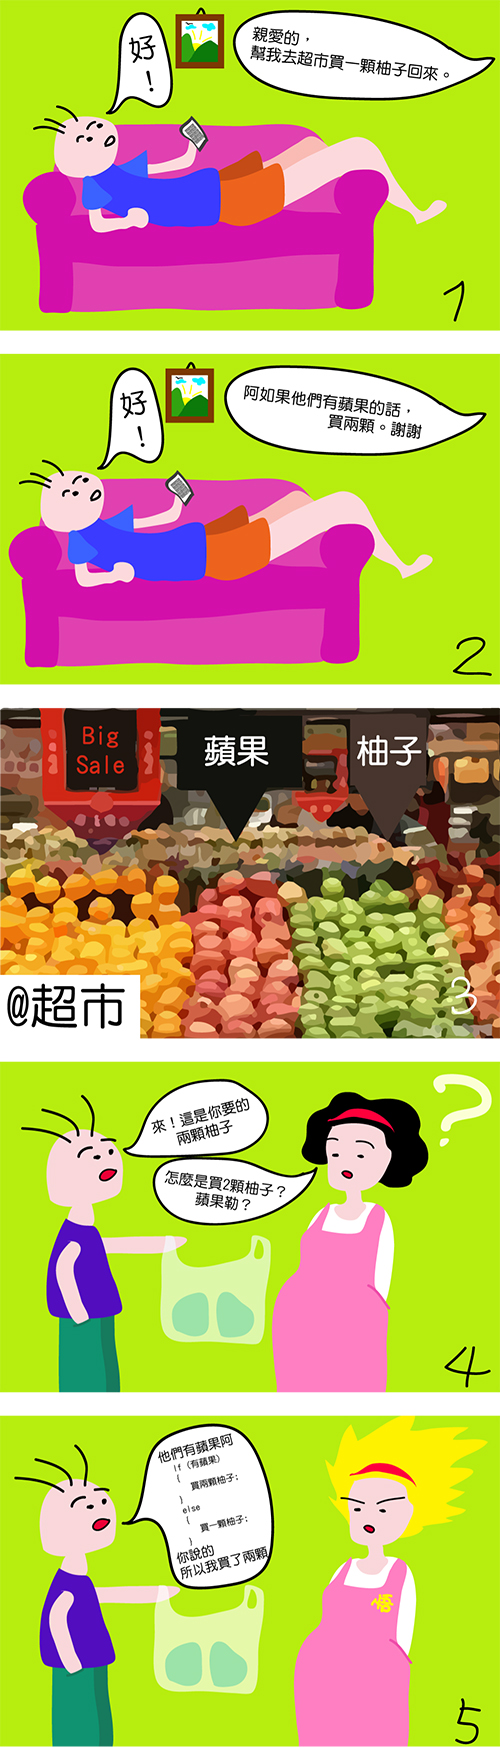 親愛的，
幫我去超市買一顆柚子回來。
好！
1
阿如果他們有蘋果的話，
買兩顆。謝謝
好！
2
Big
Sale
蘋果
柚子
@超市
3
來！這是你要的
兩顆柚子
怎麼是買2顆柚子？
蘋果勒？
?
4
他們有蘋果阿
If (有蘋果)
{
買兩顆柚子;
}
else
{
買一顆柚子;
}
你說的
所以我買了兩顆
悟
5